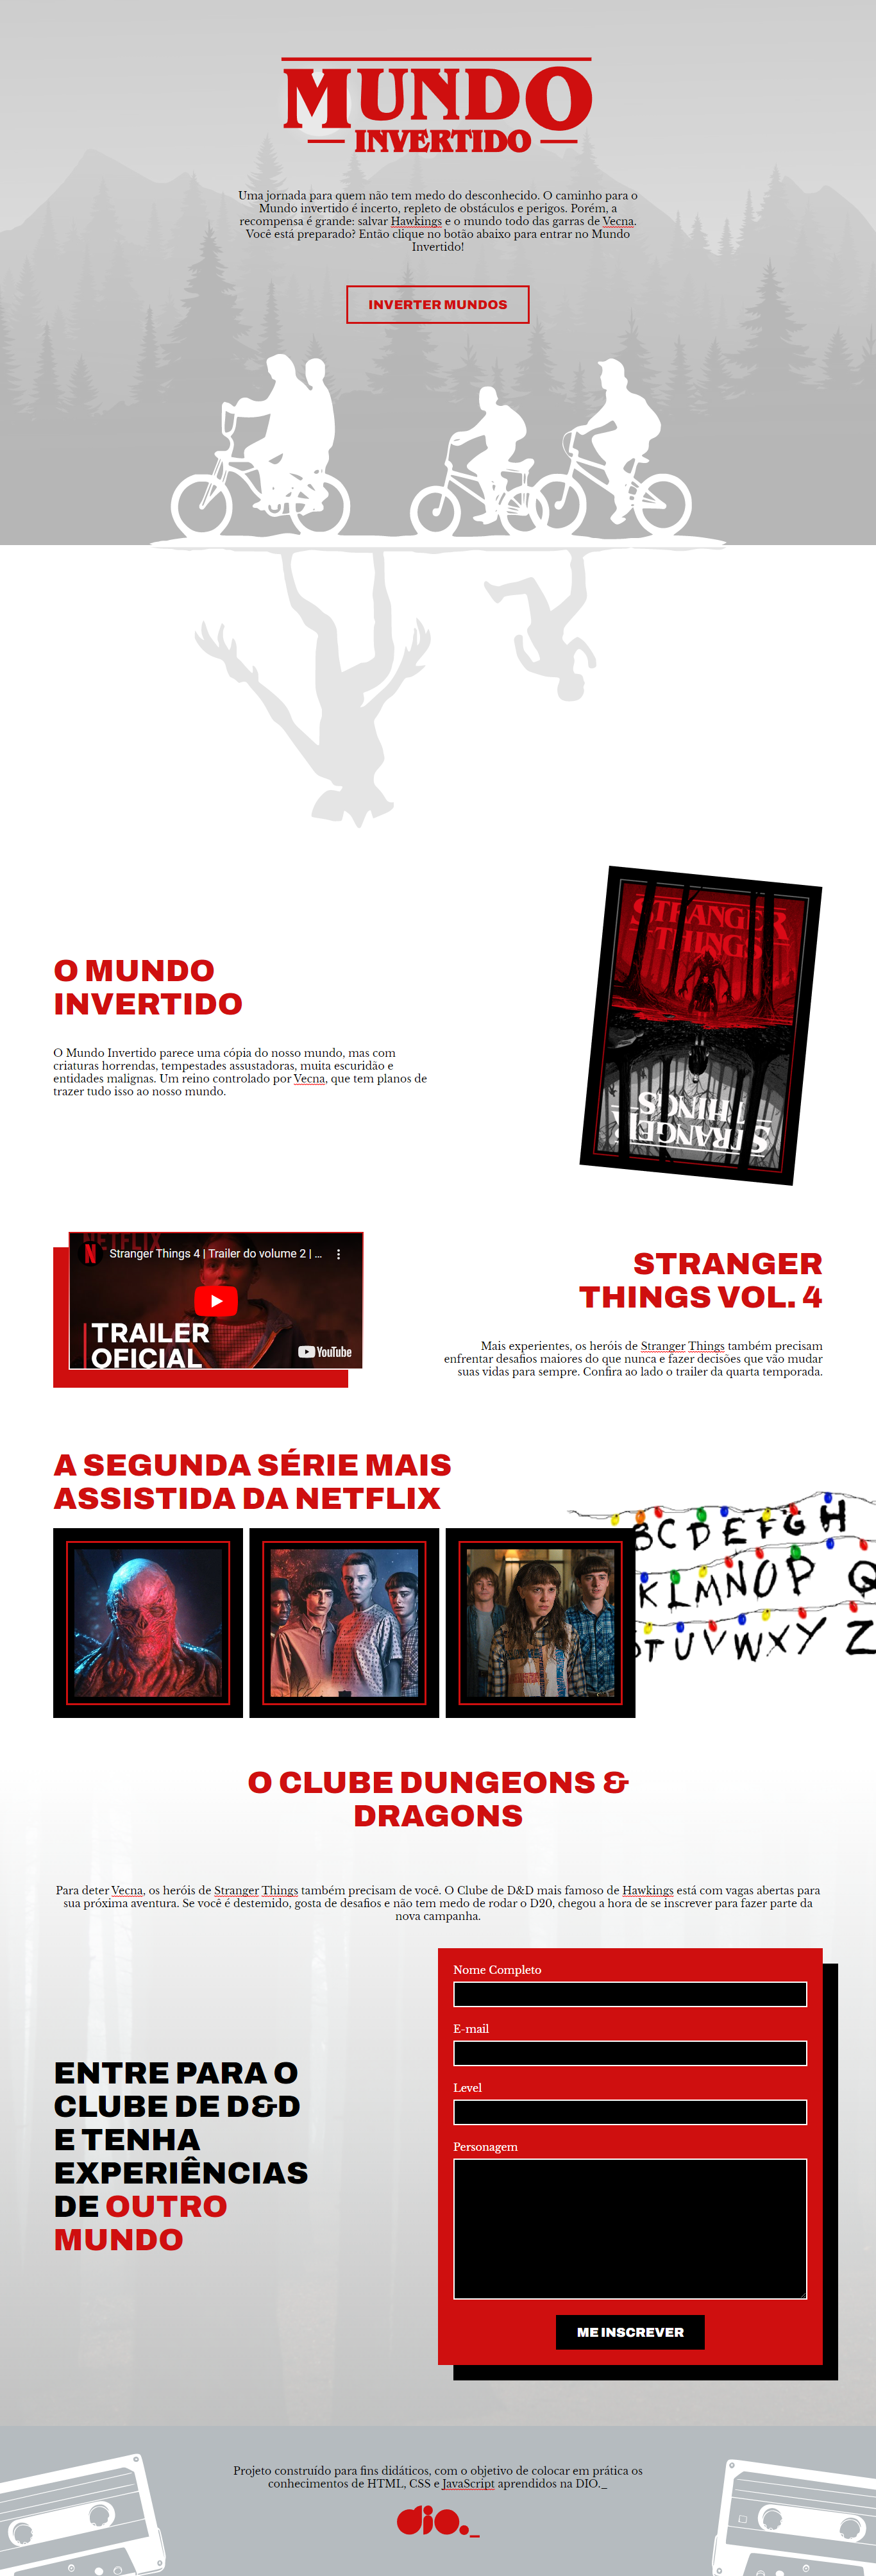 MUNDO
INVERTIDO
Uma jornada para quem não tem medo do desconhecido. O caminho para o
Mundo invertido é incerto, repleto de obstáculos e perigos. Porém, a
recompensa é grande: salvar Hawkings e o mundo todo das garras de Vecna.
Você está preparado? Então clique no botão abaixo para entrar no Mundo
Invertido!
INVERTER MUNDOS
STRANGER
THINGS
O MUNDO
INVERTIDO
O Mundo Invertido parece uma cópia do nosso mundo, mas com
criaturas horrendas, tempestades assustadoras, muita escuridão e
entidades malignas. Um reino controlado por Vecna, que tem planos de
trazer tudo isso ao nosso mundo.
STRANGER
THINGS
NETFLIX
Stranger Things 4 | Trailer do volume 2 | ...
TRAILER
OFICIAL
YouTube
STRANGER
THINGS VOL. 4
Mais experientes, os heróis de Stranger Things também precisam
enfrentar desafios maiores do que nunca e fazer decisões que vão mudar
suas vidas para sempre. Confira ao lado o trailer da quarta temporada.
A SEGUNDA SÉRIE MAIS
ASSISTIDA DA NETFLIX
BCDEFGH
KLMNOPQ
TUVWXYZ
O CLUBE DUNGEONS &
DRAGONS
Para deter Vecna, os heróis de Stranger Things também precisam de você. O Clube de D&D mais famoso de Hawkings está com vagas abertas para
sua próxima aventura. Se você é destemido, gosta de desafios e não tem medo de rodar o D20, chegou a hora de se inscrever para fazer parte da
nova campanha.
ENTRE PARA O
CLUBE DE D&D
E TENHA
EXPERIÊNCIAS
DE OUTRO
MUNDO
Nome Completo
E-mail
Level
Personagem
ME INSCREVER
Projeto construído para fins didáticos, com o objetivo de colocar em prática os
conhecimentos de HTML, CSS e JavaScript aprendidos na DIO._
dio._